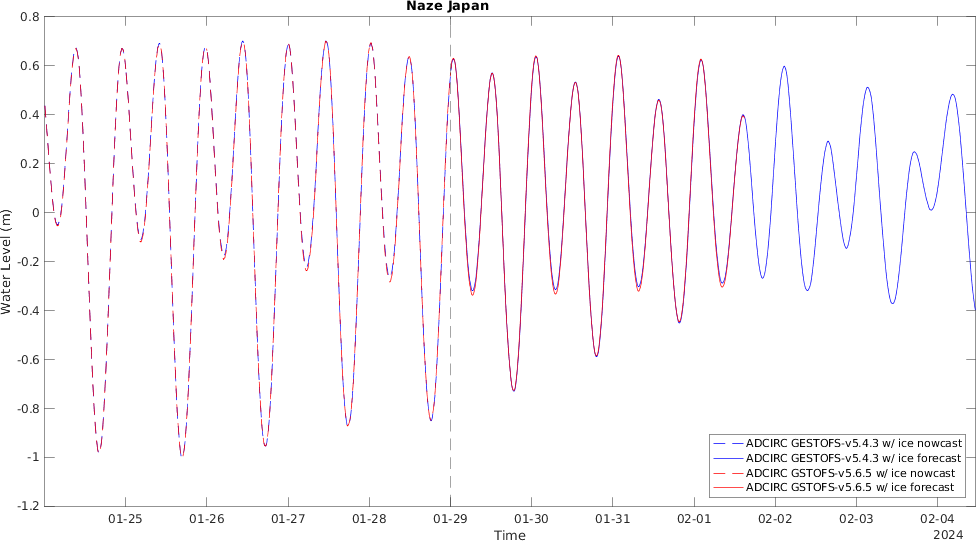 Naze Japan
0.8
0.6
0.4
0.2
0
-0.2
-0.4
-0.6
-0.8
-1
-1.2
Water Level (m)
01-25 01-26 01-27 01-28 01-29 01-30 01-31 02-01 02-02 02-03 02-04
Time
2024
ADCIRC GESTOFS-v5.4.3 w/ ice nowcast
ADCIRC GESTOFS-v5.4.3 w/ ice forecast
ADCIRC GSTOFS-v5.6.5 w/ ice nowcast
ADCIRC GSTOFS-v5.6.5 w/ ice forecast